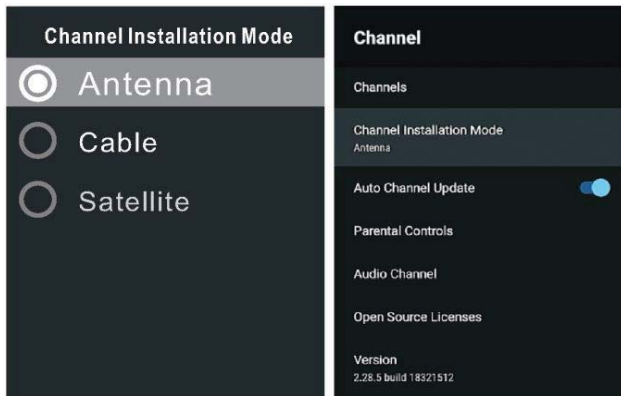 Channel Installation Mode
Antenna
Cable
Satellite
Channel
Channels
Channel Installation Mode
Antenna
Auto Channel Update
Parental Controls
Audio Channel
Open Source Licenses
Version
2.28.5 build 18321512